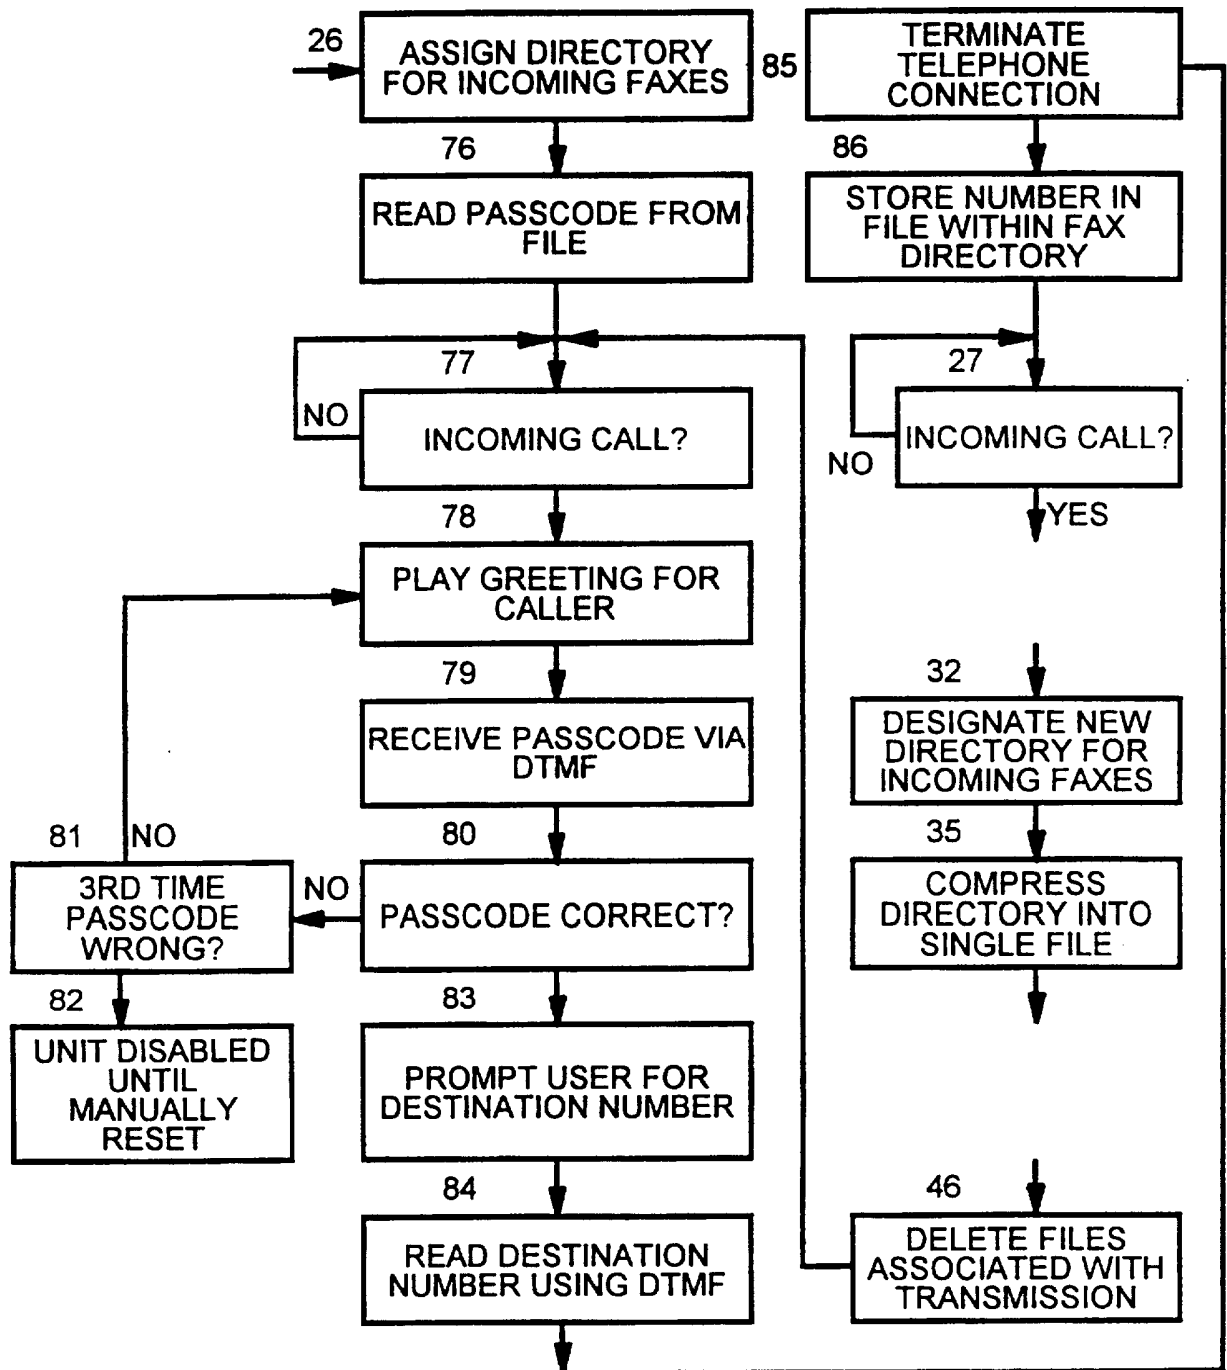 26
ASSIGN DIRECTORY
FOR INCOMING FAXES
76
READ PASSCODE FROM
FILE
77
NO
INCOMING CALL?
78
PLAY GREETING FOR
CALLER
79
RECEIVE PASSCODE VIA
DTMF
80
PASSCODE CORRECT?
NO
81
NO
3RD TIME
PASSCODE
WRONG?
82
UNIT DISABLED
UNTIL
MANUALLY
RESET
83
PROMPT USER FOR
DESTINATION NUMBER
84
READ DESTINATION
NUMBER USING DTMF
85
TERMINATE
TELEPHONE
CONNECTION
86
STORE NUMBER IN
FILE WITHIN FAX
DIRECTORY
27
INCOMING CALL?
NO
YES
32
DESIGNATE NEW
DIRECTORY FOR
INCOMING FAXES
35
COMPRESS
DIRECTORY INTO
SINGLE FILE
46
DELETE FILES
ASSOCIATED WITH
TRANSMISSION